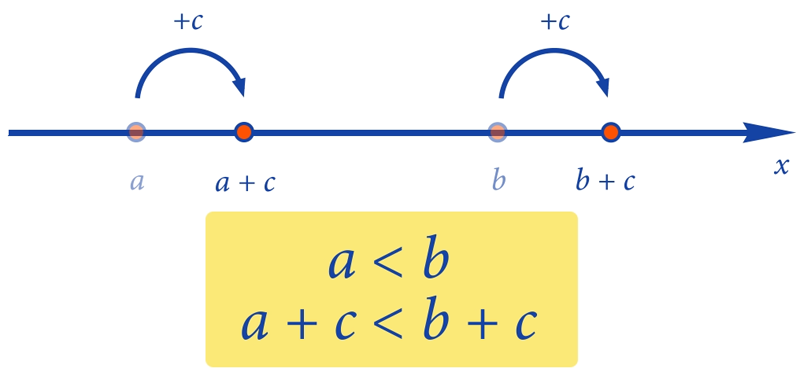 +c +c
a a + c b b + c x
a < b
a + c < b + c